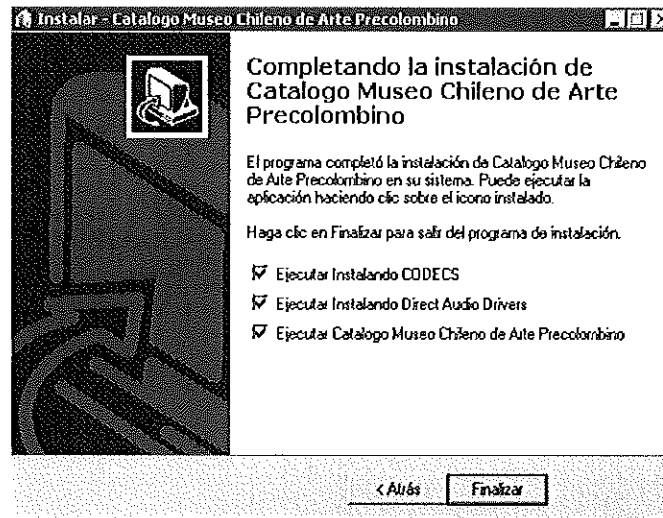 Instalar - Catalogo Museo Chileno de Arte Precolombino
Completando la instalación de
Catalogo Museo Chileno de Arte
Precolombino
El programa completó la instalación de Catalogo Museo Chileno
de Arte Precolombino en su sistema. Puede ejecutar la
aplicación haciendo clic sobre el icono instalado.
Haga clic en Finalizar para salir del programa de instalación.
Ejecutar Instalando CODECS
Ejecutar Instalando Direct Audio Drivers
Ejecutar Catalogo Museo Chileno de Arte Precolombino
< Atrás
Finalizar